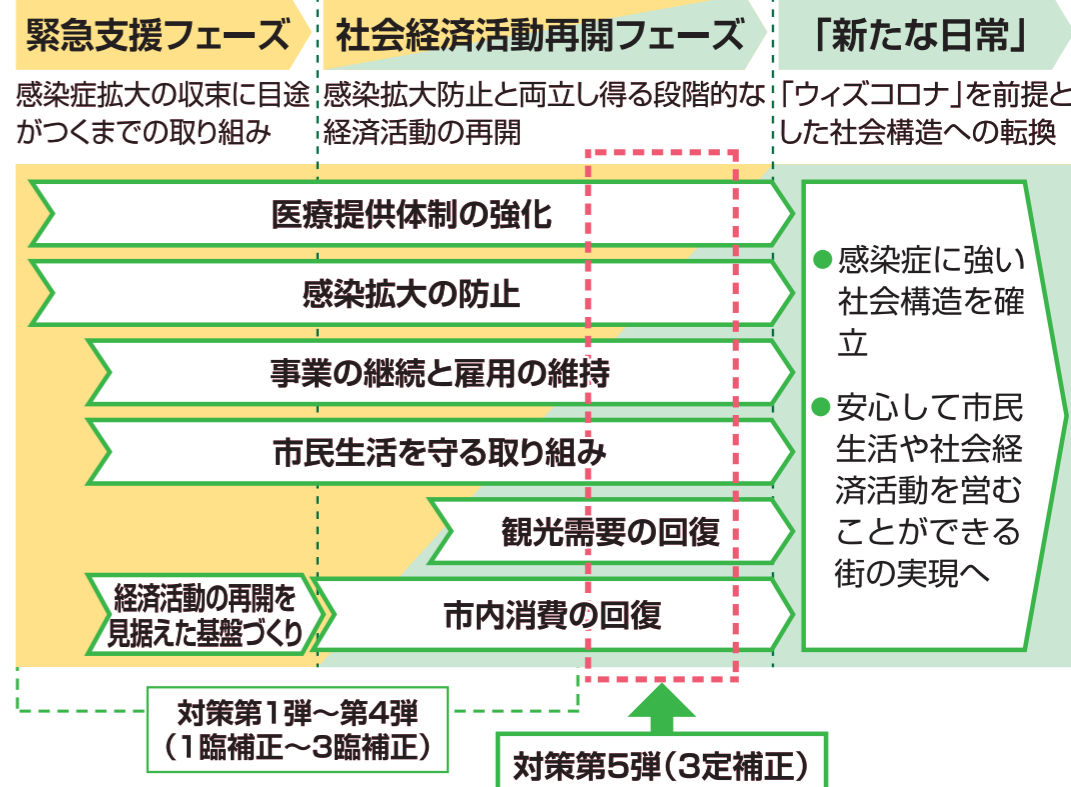 緊急支援フェーズ
感染症拡大の収束に目途
がつくまでの取り組み
社会経済活動再開フェーズ
感染拡大防止と両立し得る段階的な
経済活動の再開
「新たな日常」
「ウィズコロナ」を前提と
した社会構造への転換
医療提供体制の強化
感染拡大の防止
事業の継続と雇用の維持
市民生活を守る取り組み
観光需要の回復
経済活動の再開を
見据えた基盤づくり
市内消費の回復
●感染症に強い
社会構造を確
立
●安心して市民
生活や社会経
済活動を営む
ことができる
街の実現へ
対策第1弾～第4弾
（1臨補正～3臨補正）
対策第5弾（3定補正）